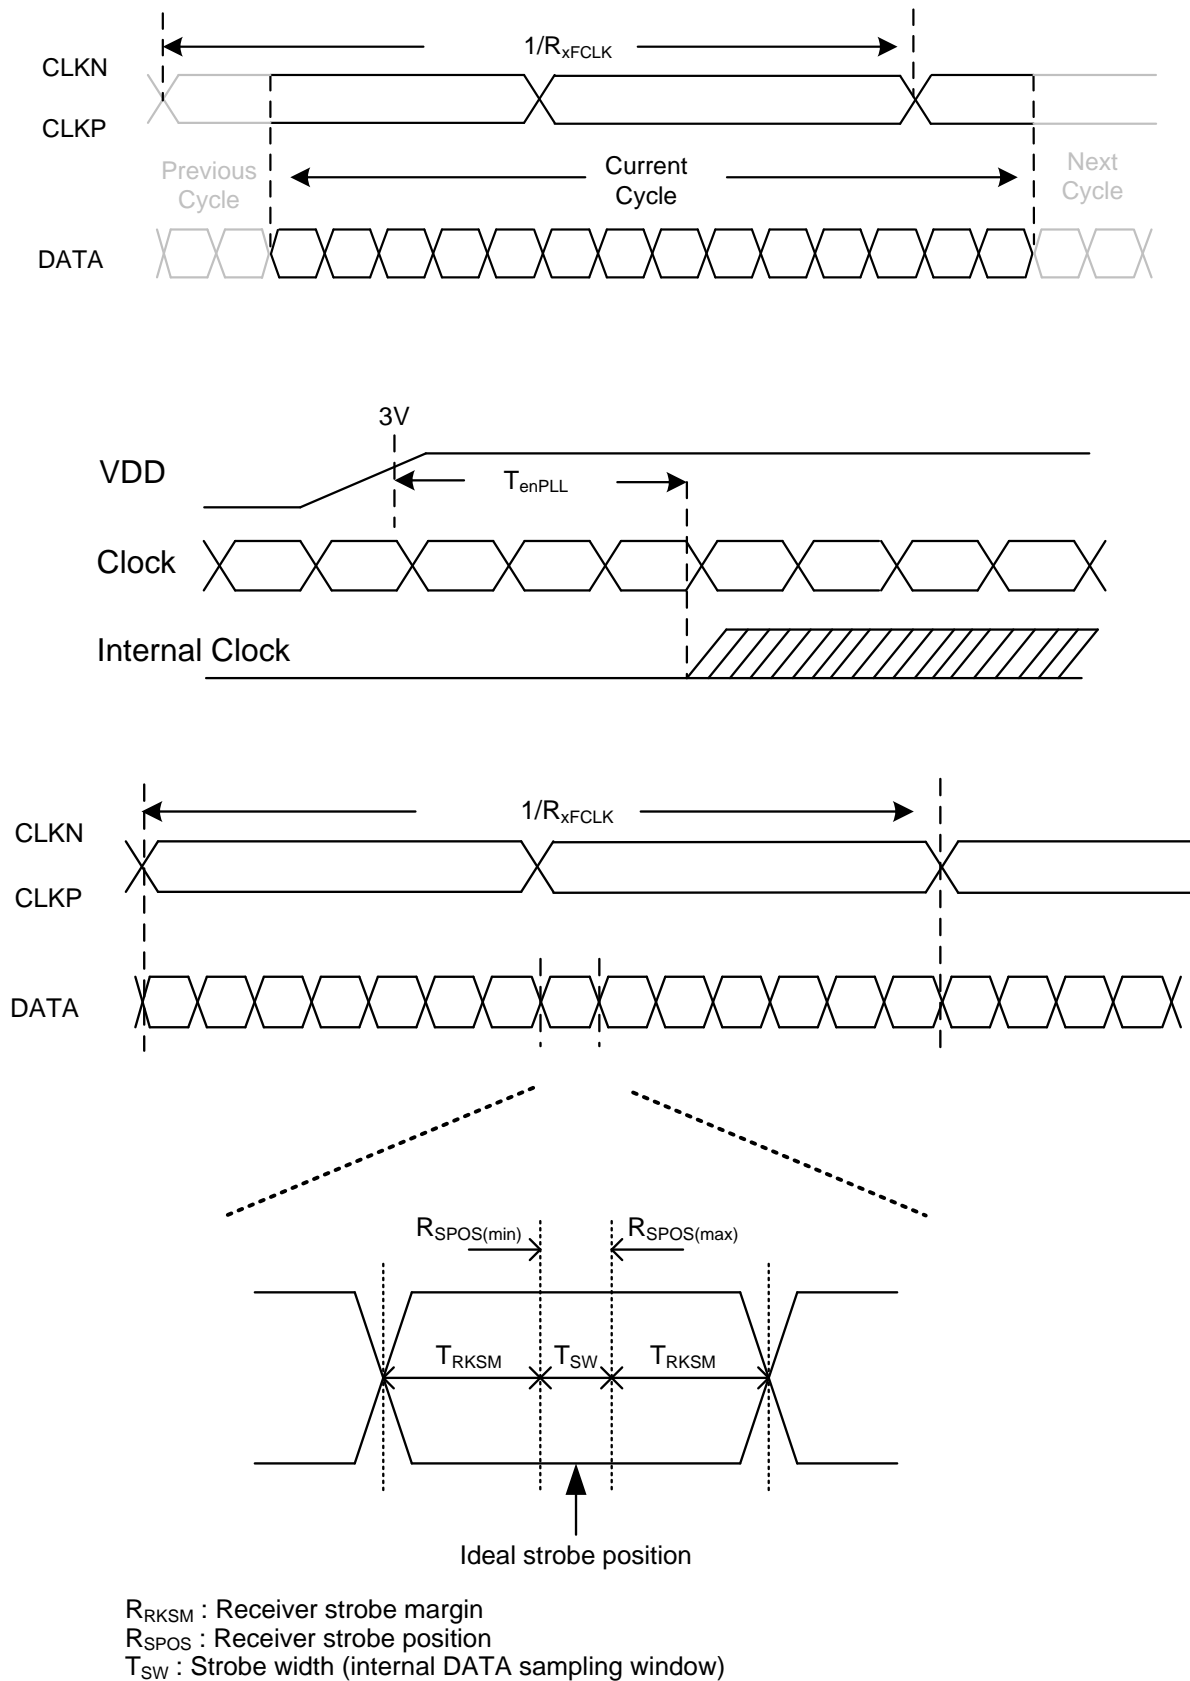 1/RxFCLK
CLKN
CLKP
Previous
Cycle
Current
Cycle
Next
Cycle
DATA
3V
VDD
TenPLL
Clock
Internal Clock
1/RxFCLK
CLKN
CLKP
DATA
RSPOS(min)
RSPOS(max)
TRKSM
TSW
TRKSM
Ideal strobe position
RRKSM : Receiver strobe margin
RSPOS : Receiver strobe position
TSW : Strobe width (internal DATA sampling window)